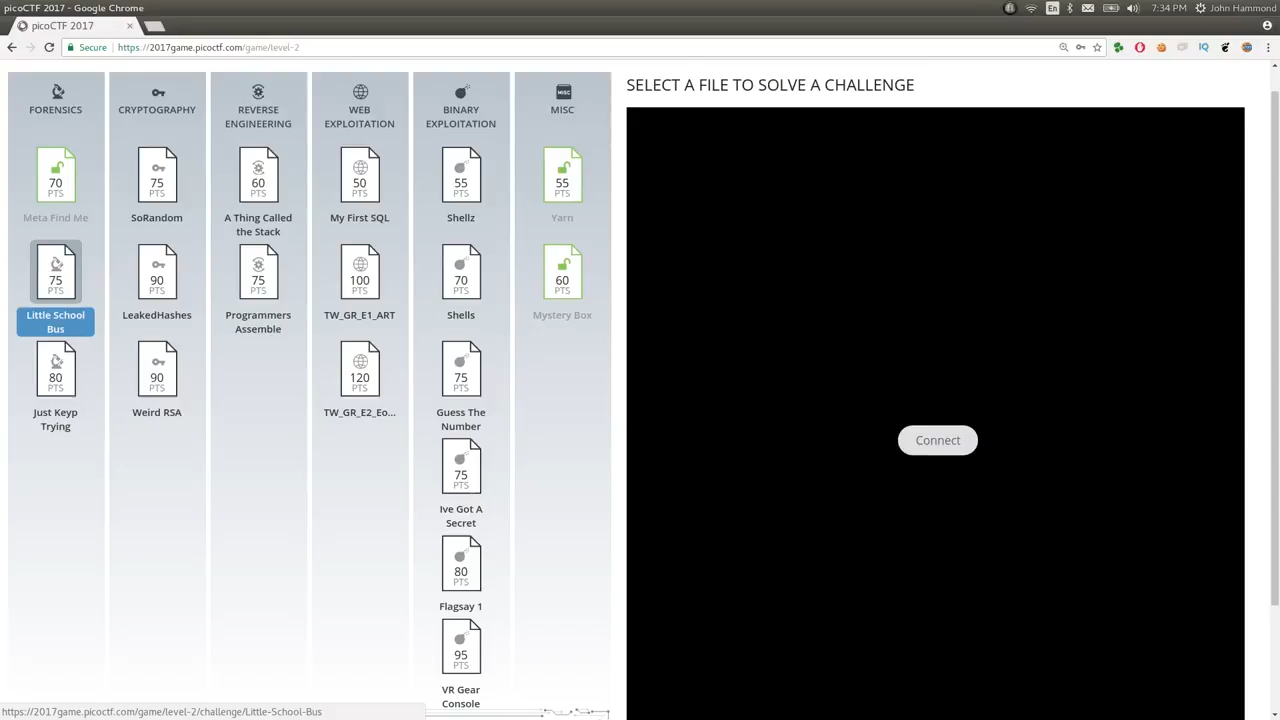 picoCTF 2017 - Google Chrome
En
(2:12)
7:34 PM
John Hammond
picoCTF 2017
Secure
https://2017game.picoctf.com/game/level-2
IQ
FORENSICS
CRYPTOGRAPHY
REVERSE
ENGINEERING
WEB
EXPLOITATION
BINARY
EXPLOITATION
MISC
MISC
SELECT A FILE TO SOLVE A CHALLENGE
70
PTS
Meta Find Me
75
PTS
SoRandom
60
PTS
A Thing Called
the Stack
50
PTS
My First SQL
55
PTS
Shellz
55
PTS
Yarn
75
PTS
Little School
Bus
90
PTS
LeakedHashes
75
PTS
Programmers
Assemble
100
PTS
TW_GR_E1_ART
70
PTS
Shells
60
PTS
Mystery Box
80
PTS
Just Keyp
Trying
90
PTS
Weird RSA
120
PTS
TW_GR_E2_Eo...
75
PTS
Guess The
Number
75
PTS
Ive Got A
Secret
80
PTS
Flagsay 1
95
PTS
VR Gear
Console
Connect
https://2017game.picoctf.com/game/level-2/challenge/Little-School-Bus